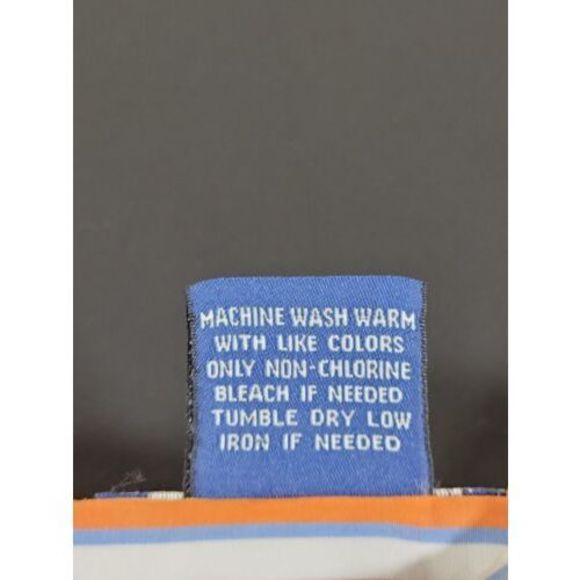 MACHINE WASH WARM
WITH LIKE COLORS
ONLY NON-CHLORINE
BLEACH IF NEEDED
TUMBLE DRY LOW
IRON IF NEEDED